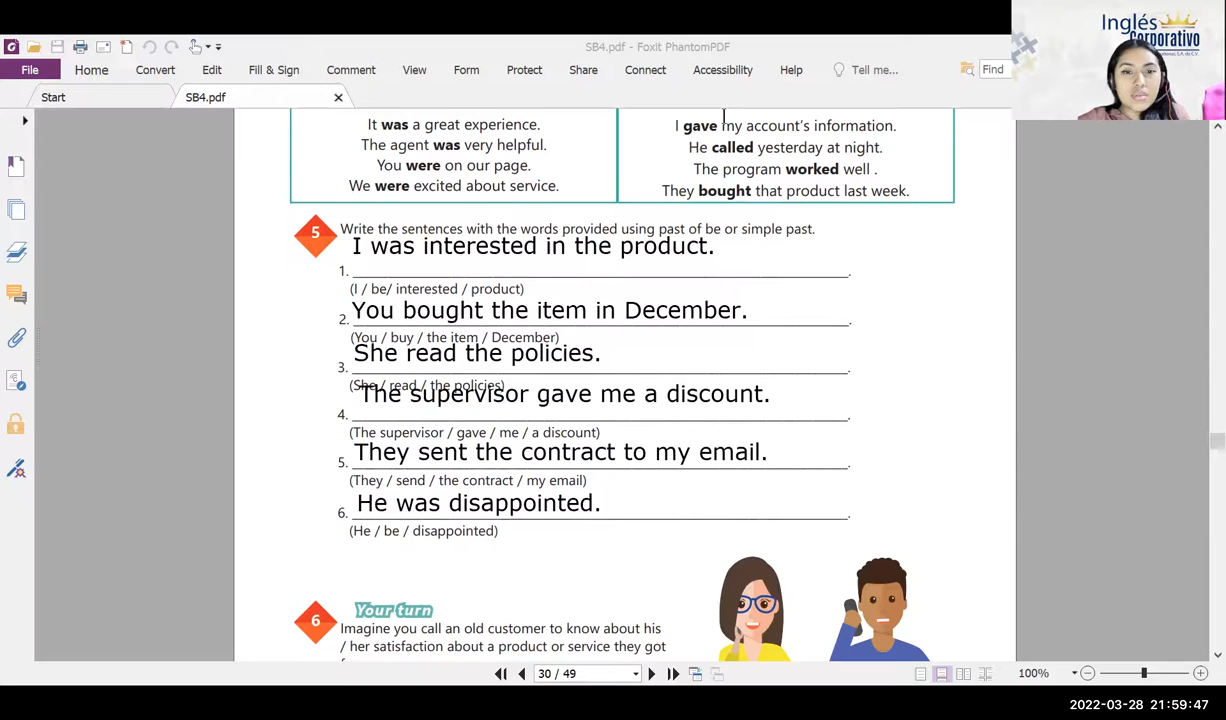 SB4.pdf - Foxit PhantomPDF
Inglés
Corporativo
File Home Convert Edit Fill & Sign Comment View Form Protect Share Connect Accessibility Help Tell me... Find
Start SB4.pdf
It was a great experience.
The agent was very helpful.
You were on our page.
We were excited about service.
I gave my account's information.
He called yesterday at night.
The program worked well .
They bought that product last week.
5 Write the sentences with the words provided using past of be or simple past.
I was interested in the product.
1. .
(I / be/ interested / product)
You bought the item in December.
2. .
(You / buy / the item / December)
She read the policies.
3. .
(She / read / the policies)
The supervisor gave me a discount.
4. .
(The supervisor / gave / me / a discount)
They sent the contract to my email.
5. .
(They / send / the contract / my email)
He was disappointed.
6. .
(He / be / disappointed)
6 Your turn
Imagine you call an old customer to know about his
/ her satisfaction about a product or service they got
30 / 49
100%
2022-03-28 21:59:47